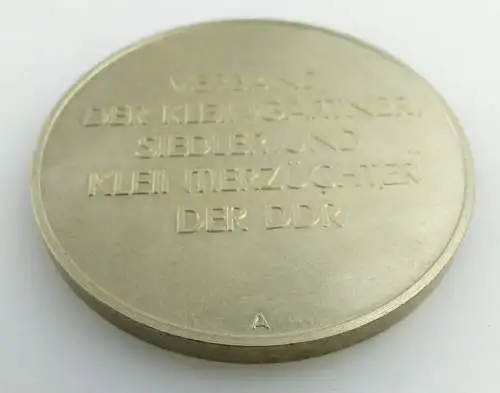 VERBAND
DER KLEINGÄRTNER,
SIEDLER UND
KLEINTIERZÜCHTER
DER DDR
A